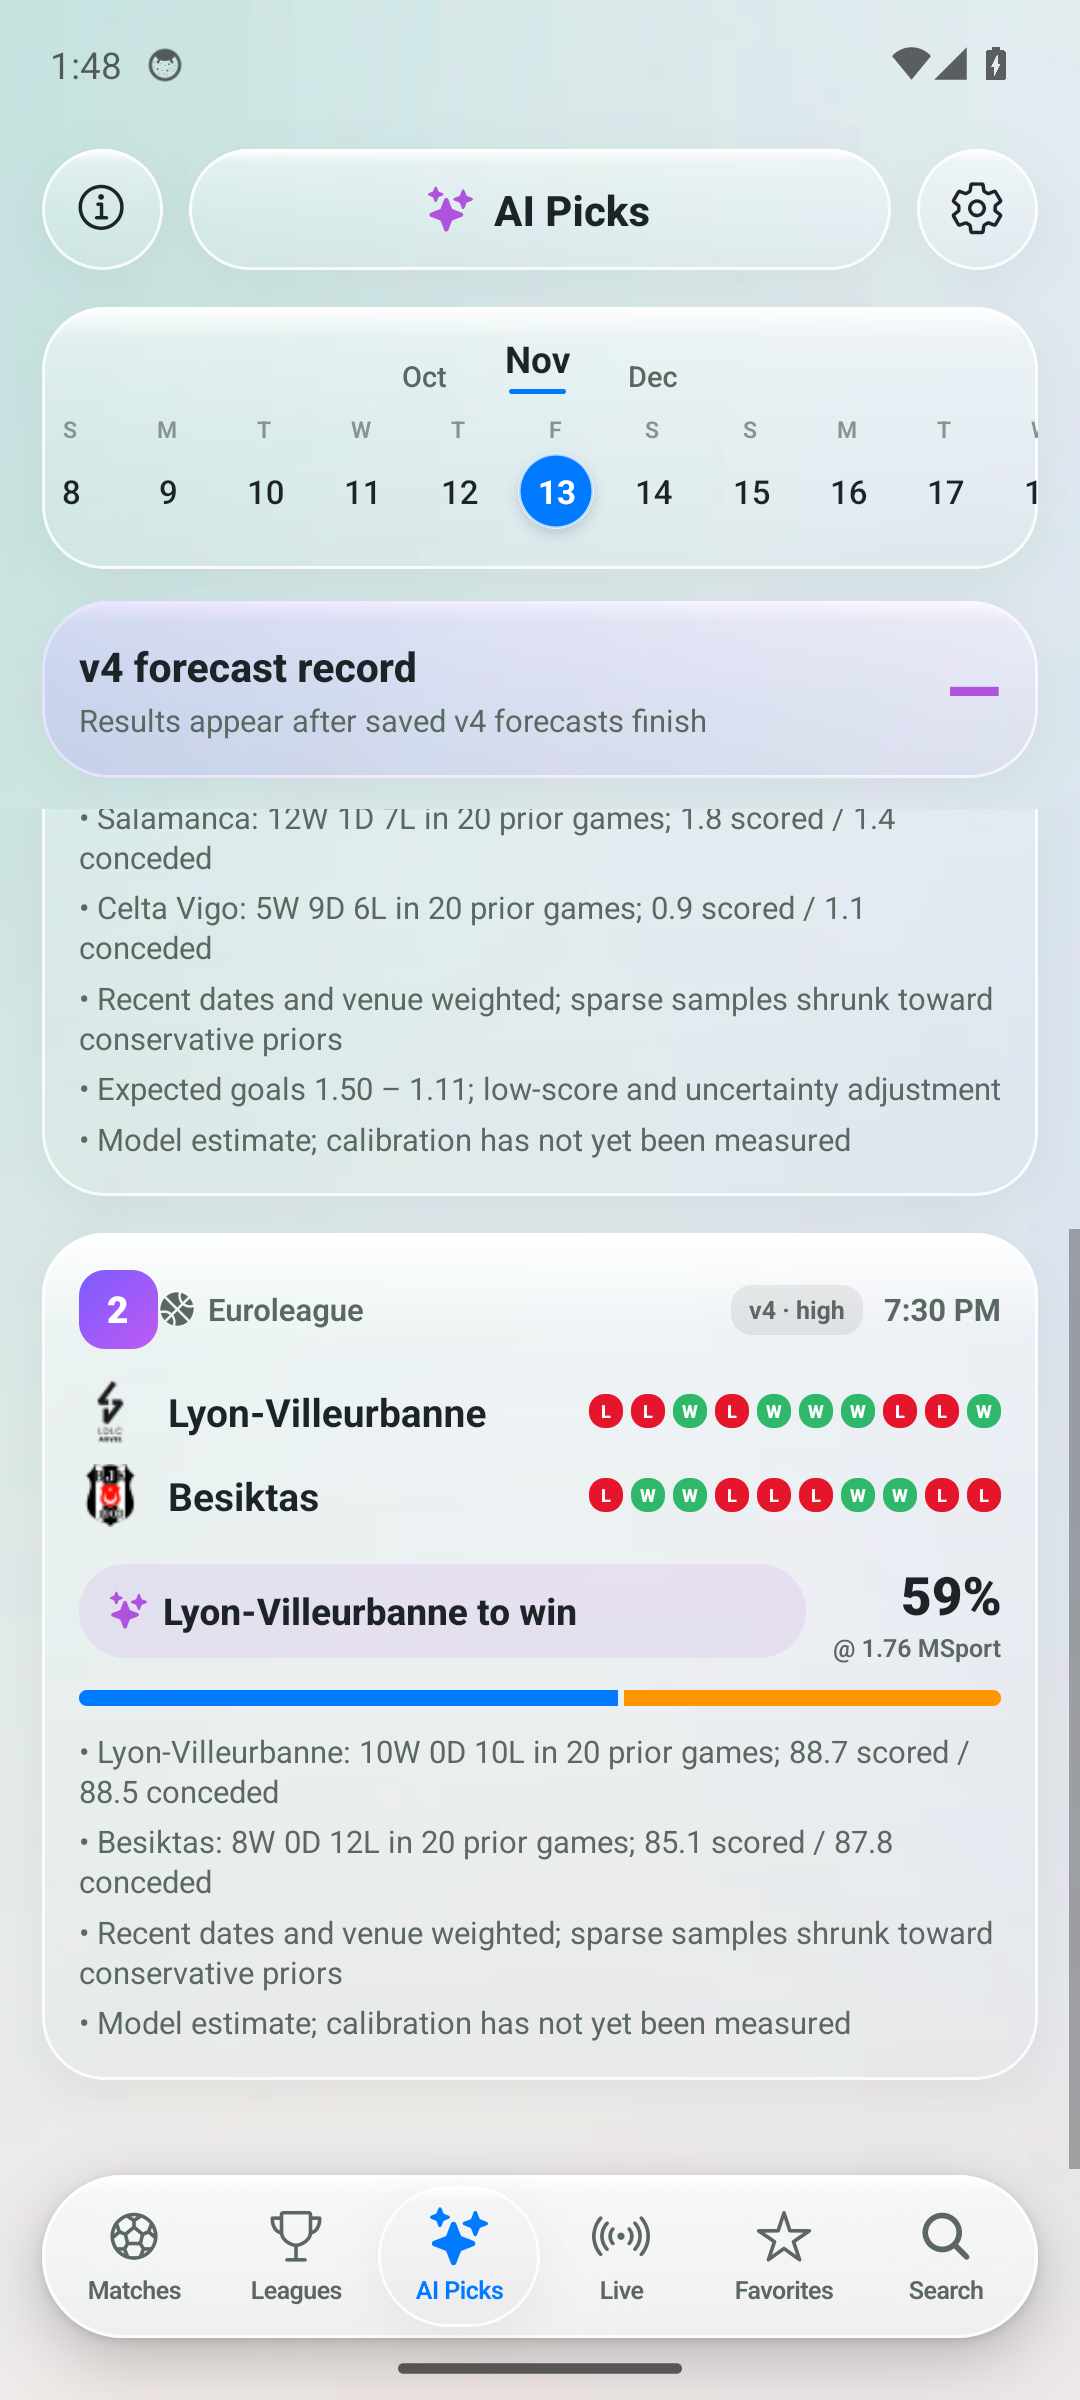 1:48
AI Picks
Oct Nov Dec
S M T W T F S S M T
8 9 10 11 12 13 14 15 16 17
v4 forecast record
Results appear after saved v4 forecasts finish
• Salamanca: 12W 1D 7L in 20 prior games; 1.8 scored / 1.4
conceded
• Celta Vigo: 5W 9D 6L in 20 prior games; 0.9 scored / 1.1
conceded
• Recent dates and venue weighted; sparse samples shrunk toward
conservative priors
• Expected goals 1.50 – 1.11; low-score and uncertainty adjustment
• Model estimate; calibration has not yet been measured
2 Euroleague v4 · high 7:30 PM
Lyon-Villeurbanne L L W L W W W L L W
Besiktas L W W L L L W W L L
Lyon-Villeurbanne to win 59%
@ 1.76 MSport
• Lyon-Villeurbanne: 10W 0D 10L in 20 prior games; 88.7 scored /
88.5 conceded
• Besiktas: 8W 0D 12L in 20 prior games; 85.1 scored / 87.8
conceded
• Recent dates and venue weighted; sparse samples shrunk toward
conservative priors
• Model estimate; calibration has not yet been measured
Matches Leagues AI Picks Live Favorites Search